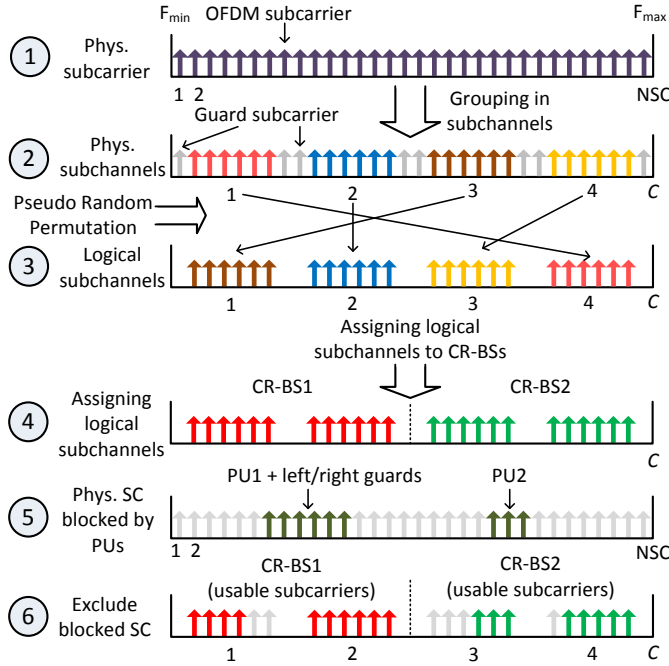 F_min OFDM subcarrier F_max
1 Phys. subcarrier
1 2 NSC
Grouping in
subchannels
Guard subcarrier
2 Phys. subchannels
1 2 3 4 C
Pseudo Random
Permutation
3 Logical subchannels
1 2 3 4 C
Assigning logical
subchannels to CR-BSs
CR-BS1 CR-BS2
4 Assigning logical subchannels
C
PU1 + left/right guards PU2
5 Phys. SC blocked by PUs
1 2 NSC
CR-BS1 CR-BS2
(usable subcarriers) (usable subcarriers)
6 Exclude blocked SC
1 2 3 4 C